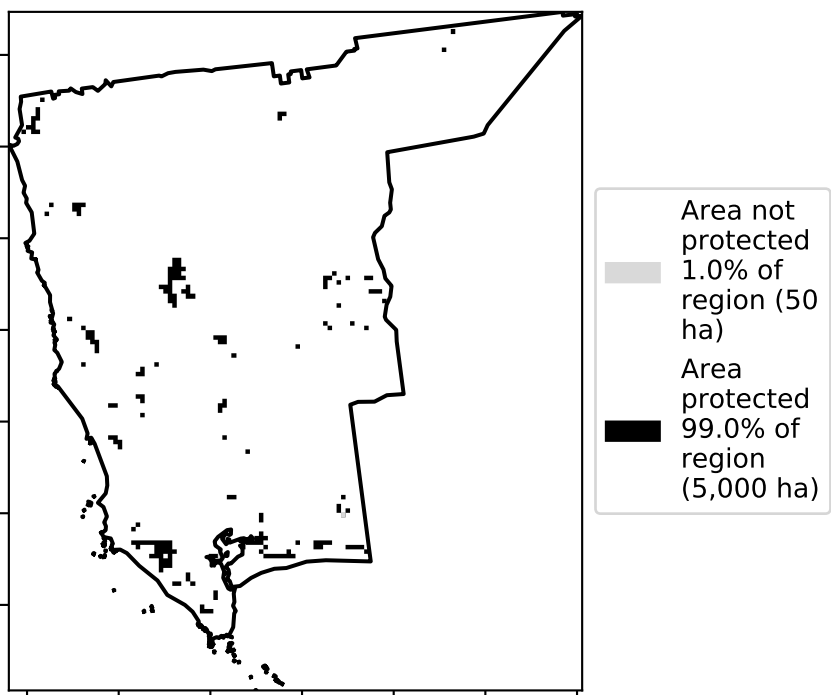 Area not
protected
1.0% of
region (50
ha)
Area
protected
99.0% of
region
(5,000 ha)